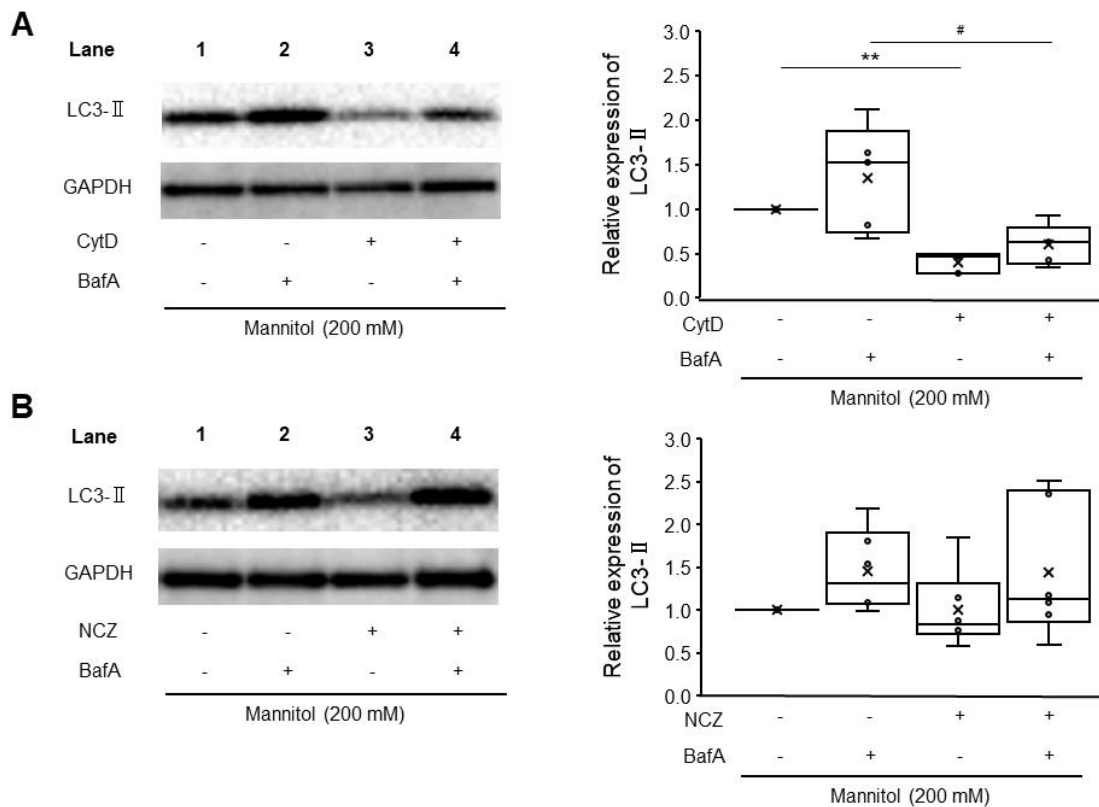 A
Lane 1 2 3 4
LC3-Ⅱ
GAPDH
CytD - - + +
BafA - + - +
Mannitol (200 mM)
Relative expression of
LC3-Ⅱ
3.0
2.5
2.0
1.5
1.0
0.5
0.0
#
**
CytD - - + +
BafA - + - +
Mannitol (200 mM)
B
Lane 1 2 3 4
LC3-Ⅱ
GAPDH
NCZ - - + +
BafA - + - +
Mannitol (200 mM)
Relative expression of
LC3-Ⅱ
3.0
2.5
2.0
1.5
1.0
0.5
0.0
NCZ - - + +
BafA - + - +
Mannitol (200 mM)